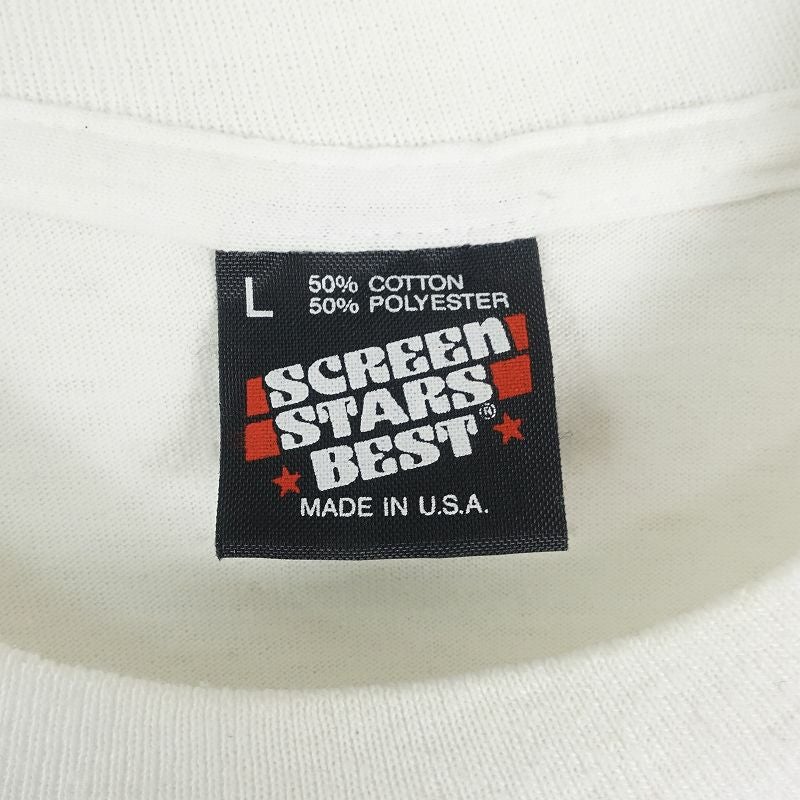 L
50% COTTON
50% POLYESTER
SCREEN
STARS
BEST®
MADE IN U.S.A.